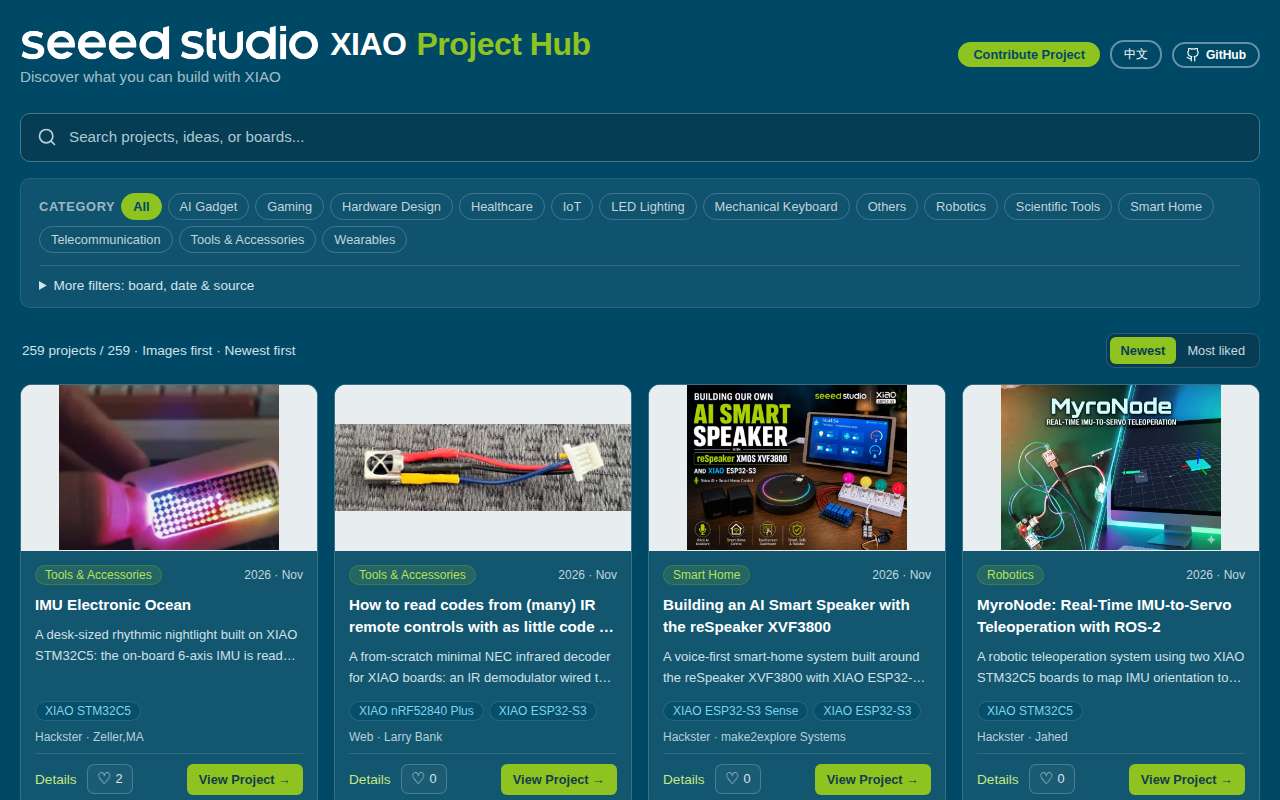 seeed studio XIAO Project Hub
Discover what you can build with XIAO
Contribute Project
中文
GitHub
Search projects, ideas, or boards...
CATEGORY All AI Gadget Gaming Hardware Design Healthcare IoT LED Lighting Mechanical Keyboard Others Robotics Scientific Tools Smart Home
Telecommunication Tools & Accessories Wearables
More filters: board, date & source
259 projects / 259 · Images first · Newest first
Newest Most liked
Tools & Accessories 2026 · Nov
IMU Electronic Ocean
A desk-sized rhythmic nightlight built on XIAO
STM32C5: the on-board 6-axis IMU is read…
XIAO STM32C5
Hackster · Zeller,MA
Details ♡ 2 View Project →
Tools & Accessories 2026 · Nov
How to read codes from (many) IR
remote controls with as little code …
A from-scratch minimal NEC infrared decoder
for XIAO boards: an IR demodulator wired t…
XIAO nRF52840 Plus XIAO ESP32-S3
Web · Larry Bank
Details ♡ 0 View Project →
BUILDING OUR OWN
AI SMART
SPEAKER
WITH
reSpeaker XMOS XVF3800
AND XIAO ESP32-S3
seeed studio XIAO
Smart Home 2026 · Nov
Building an AI Smart Speaker with
the reSpeaker XVF3800
A voice-first smart-home system built around
the reSpeaker XVF3800 with XIAO ESP32-…
XIAO ESP32-S3 Sense XIAO ESP32-S3
Hackster · make2explore Systems
Details ♡ 0 View Project →
MyroNode
REAL-TIME IMU-TO-SERVO TELEOPERATION
Robotics 2026 · Nov
MyroNode: Real-Time IMU-to-Servo
Teleoperation with ROS-2
A robotic teleoperation system using two XIAO
STM32C5 boards to map IMU orientation to…
XIAO STM32C5
Hackster · Jahed
Details ♡ 0 View Project →